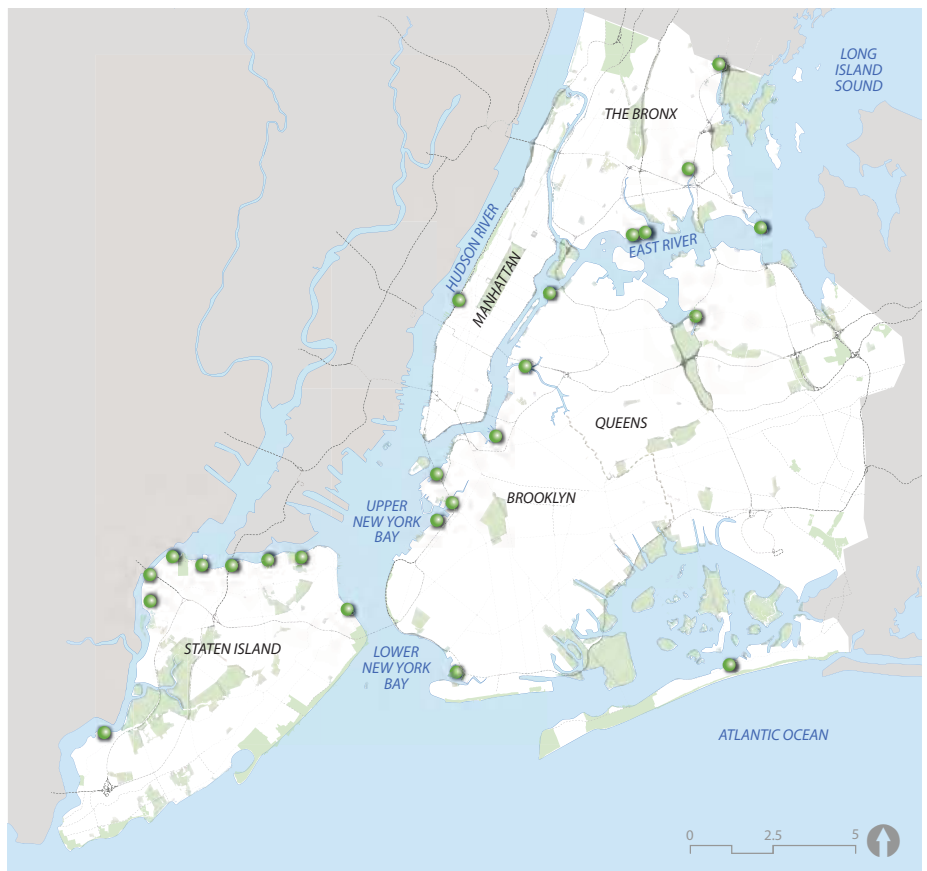 LONG
ISLAND
SOUND
THE BRONX
HUDSON RIVER
EAST RIVER
MANHATTAN
QUEENS
BROOKLYN
UPPER
NEW YORK
BAY
STATEN ISLAND
LOWER
NEW YORK
BAY
ATLANTIC OCEAN
0 2.5 5